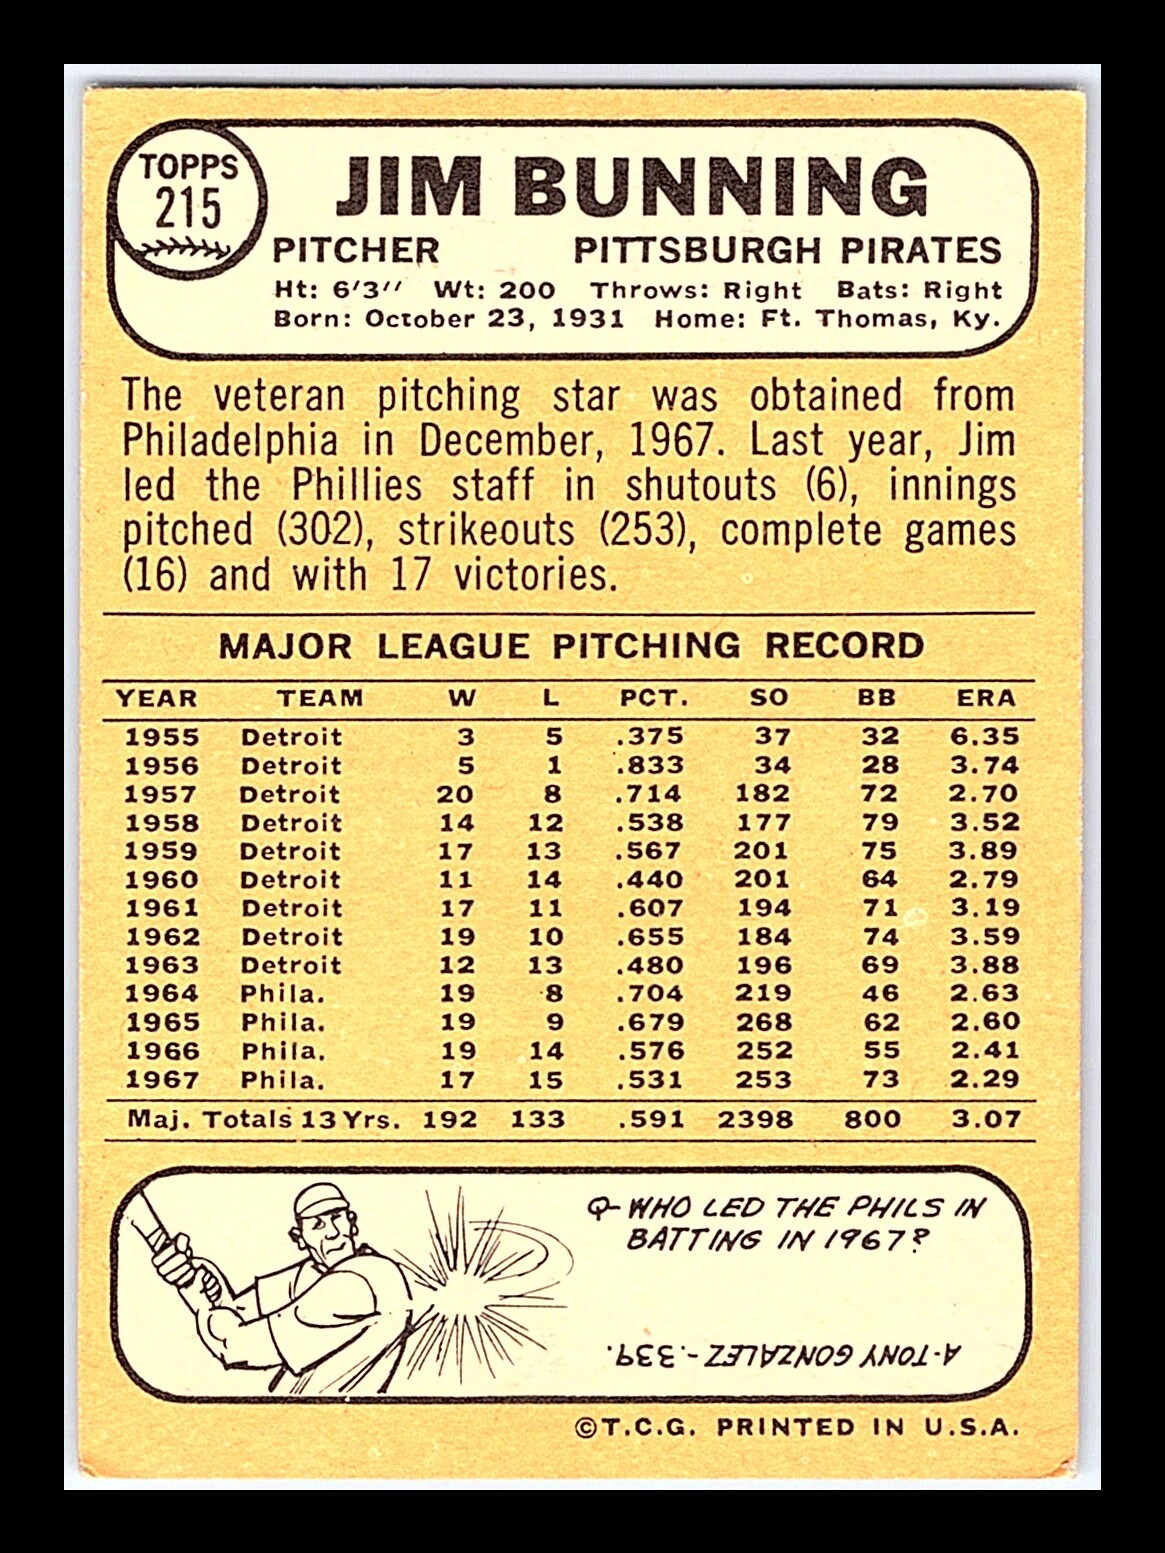 TOPPS
215
JIM BUNNING
PITCHER PITTSBURGH PIRATES
Ht: 6'3" Wt: 200 Throws: Right Bats: Right
Born: October 23, 1931 Home: Ft. Thomas, Ky.
The veteran pitching star was obtained from
Philadelphia in December, 1967. Last year, Jim
led the Phillies staff in shutouts (6), innings
pitched (302), strikeouts (253), complete games
(16) and with 17 victories.
MAJOR LEAGUE PITCHING RECORD
YEAR TEAM W L PCT. SO BB ERA
1955 Detroit 3 5 .375 37 32 6.35
1956 Detroit 5 1 .833 34 28 3.74
1957 Detroit 20 8 .714 182 72 2.70
1958 Detroit 14 12 .538 177 79 3.52
1959 Detroit 17 13 .567 201 75 3.89
1960 Detroit 11 14 .440 201 64 2.79
1961 Detroit 17 11 .607 194 71 3.19
1962 Detroit 19 10 .655 184 74 3.59
1963 Detroit 12 13 .480 196 69 3.88
1964 Phila. 19 8 .704 219 46 2.63
1965 Phila. 19 9 .679 268 62 2.60
1966 Phila. 19 14 .576 252 55 2.41
1967 Phila. 17 15 .531 253 73 2.29
Maj. Totals 13 Yrs. 192 133 .591 2398 800 3.07
Q-WHO LED THE PHILS IN
BATTING IN 1967?
A-TONY GONZALEZ-.339.
©T.C.G. PRINTED IN U.S.A.